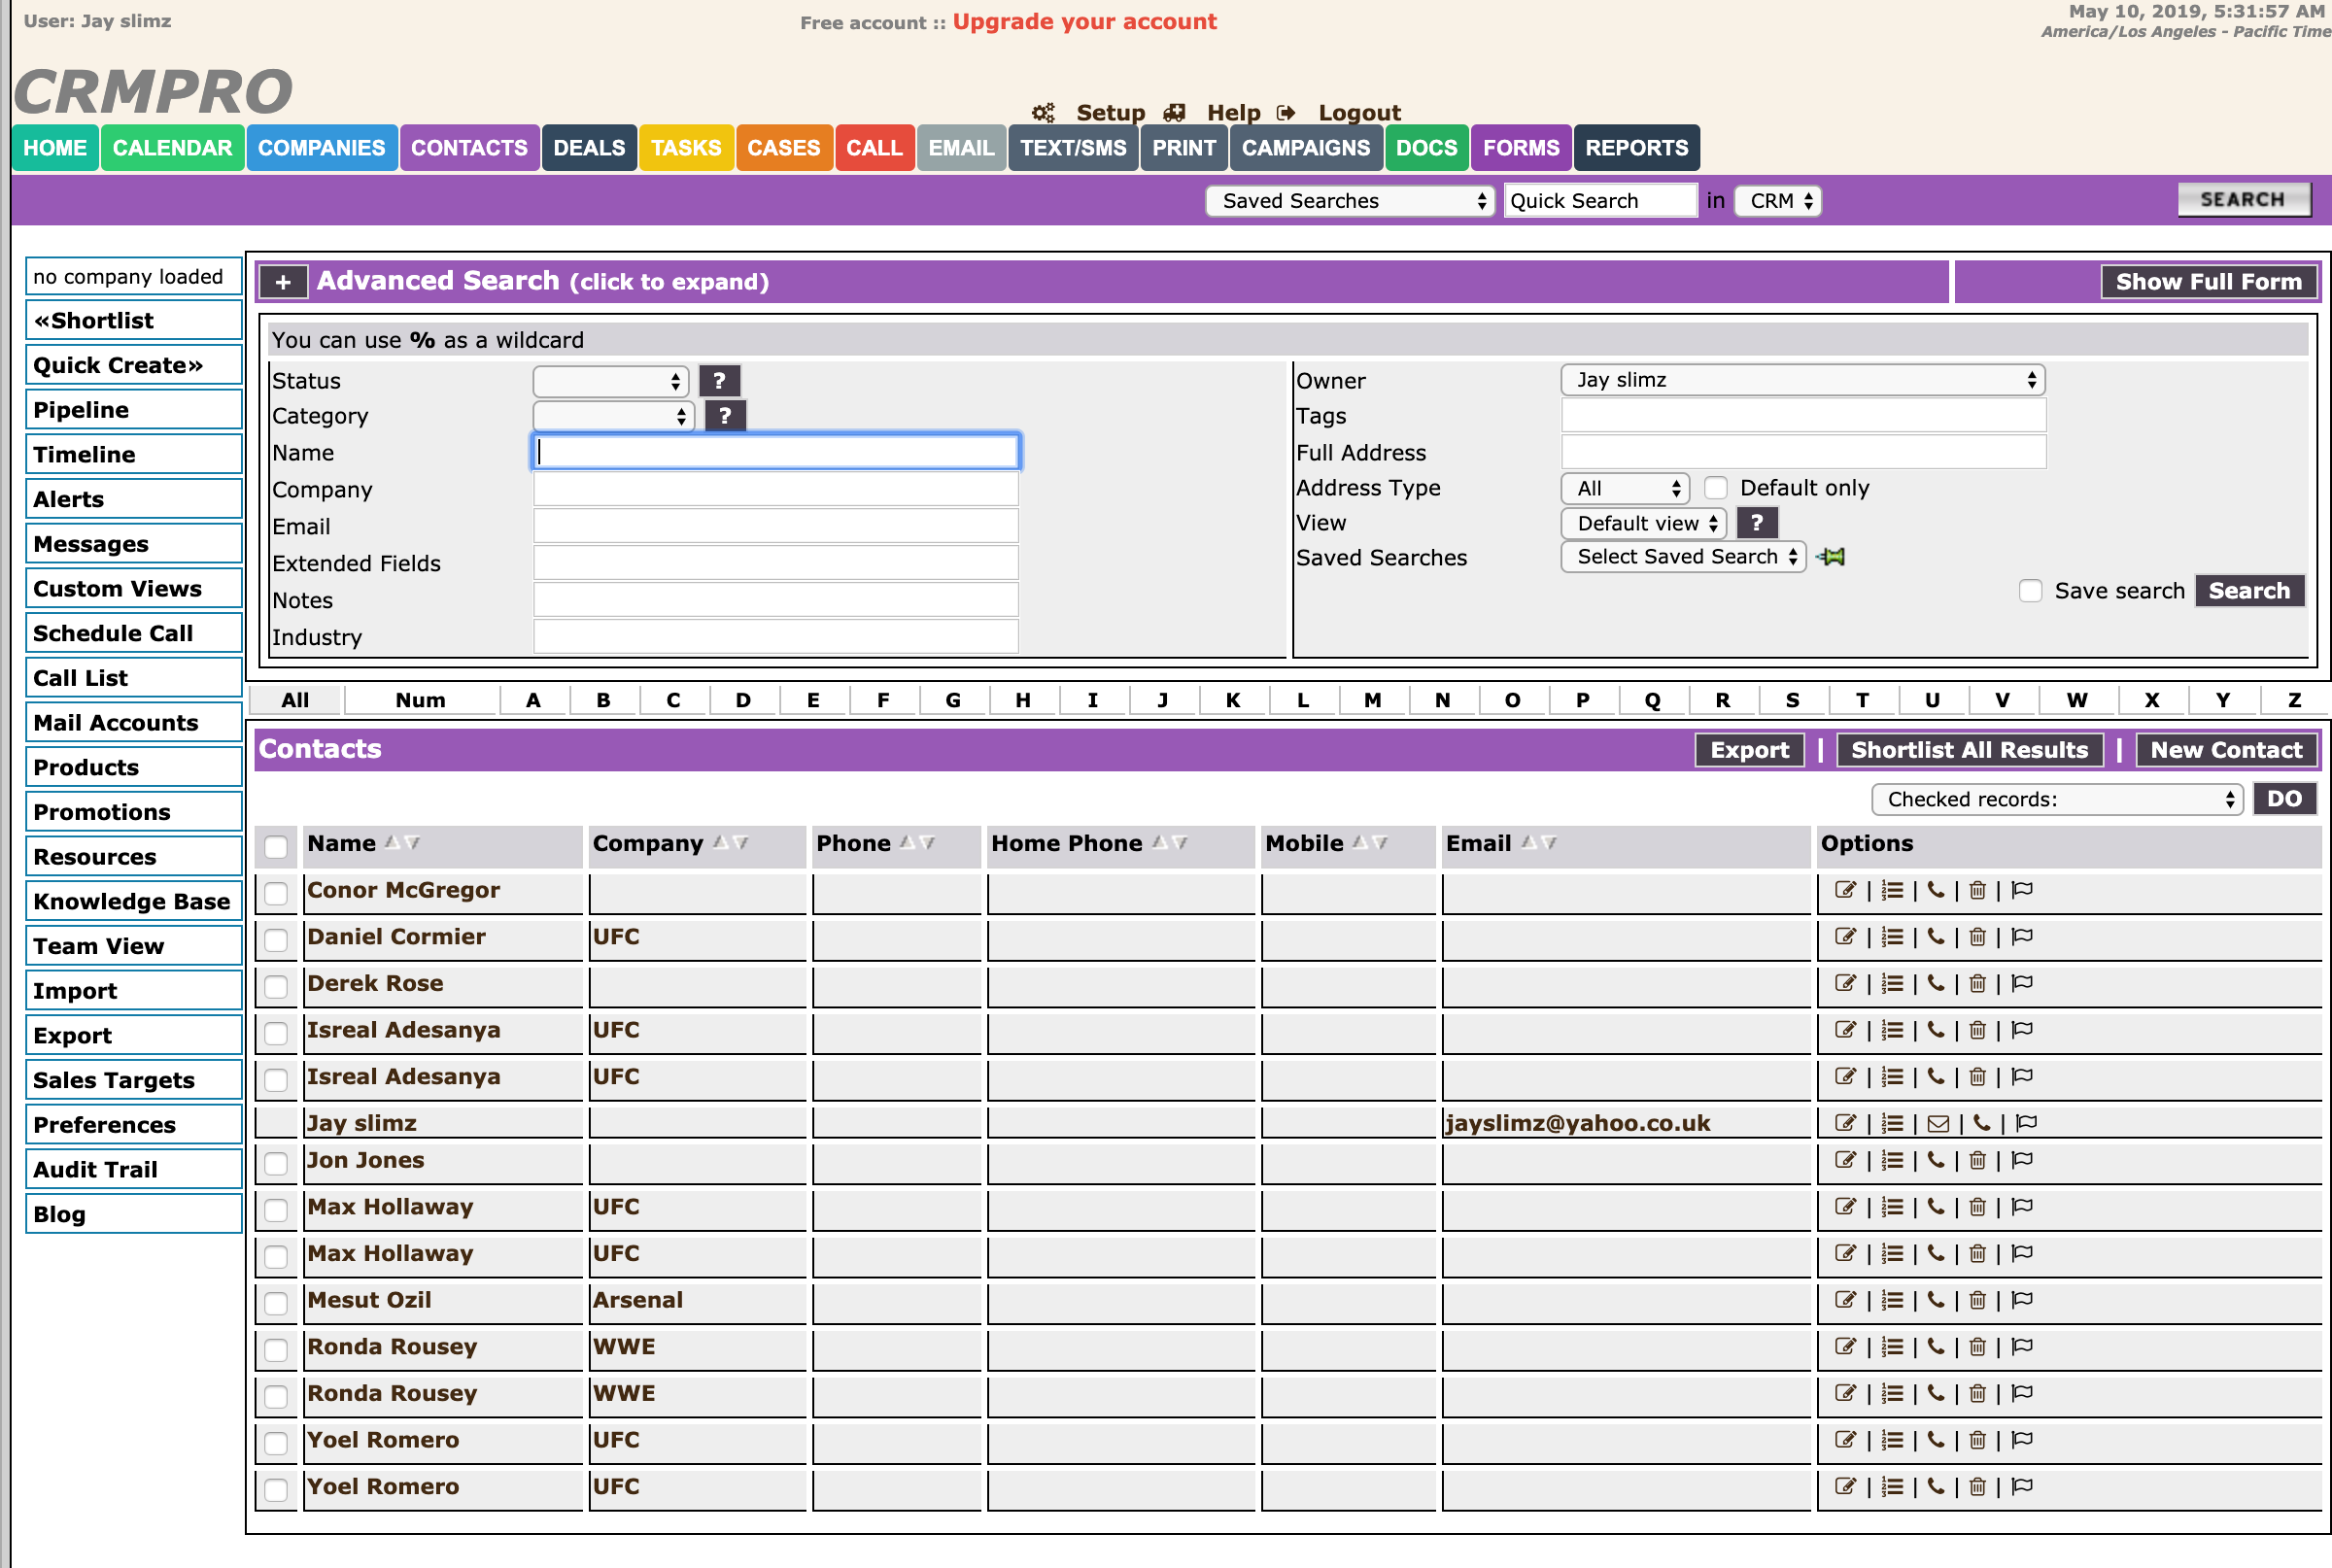 User: Jay slimz
Free account :: Upgrade your account
May 10, 2019, 5:31:57 AM
America/Los Angeles - Pacific Time
CRMPRO
Setup Help Logout
HOME CALENDAR COMPANIES CONTACTS DEALS TASKS CASES CALL EMAIL TEXT/SMS PRINT CAMPAIGNS DOCS FORMS REPORTS
Saved Searches Quick Search in CRM SEARCH
no company loaded
«Shortlist
Quick Create»
Pipeline
Timeline
Alerts
Messages
Custom Views
Schedule Call
Call List
Mail Accounts
Products
Promotions
Resources
Knowledge Base
Team View
Import
Export
Sales Targets
Preferences
Audit Trail
Blog
+ Advanced Search (click to expand) Show Full Form
You can use % as a wildcard
Status ?
Category ?
Name
Company
Email
Extended Fields
Notes
Industry
Owner Jay slimz
Tags
Full Address
Address Type All Default only
View Default view ?
Saved Searches Select Saved Search
Save search Search
All Num A B C D E F G H I J K L M N O P Q R S T U V W X Y Z
Contacts Export | Shortlist All Results | New Contact
Checked records: DO
Name Company Phone Home Phone Mobile Email Options
Conor McGregor
Daniel Cormier UFC
Derek Rose
Isreal Adesanya UFC
Isreal Adesanya UFC
Jay slimz jayslimz@yahoo.co.uk
Jon Jones
Max Hollaway UFC
Max Hollaway UFC
Mesut Ozil Arsenal
Ronda Rousey WWE
Ronda Rousey WWE
Yoel Romero UFC
Yoel Romero UFC